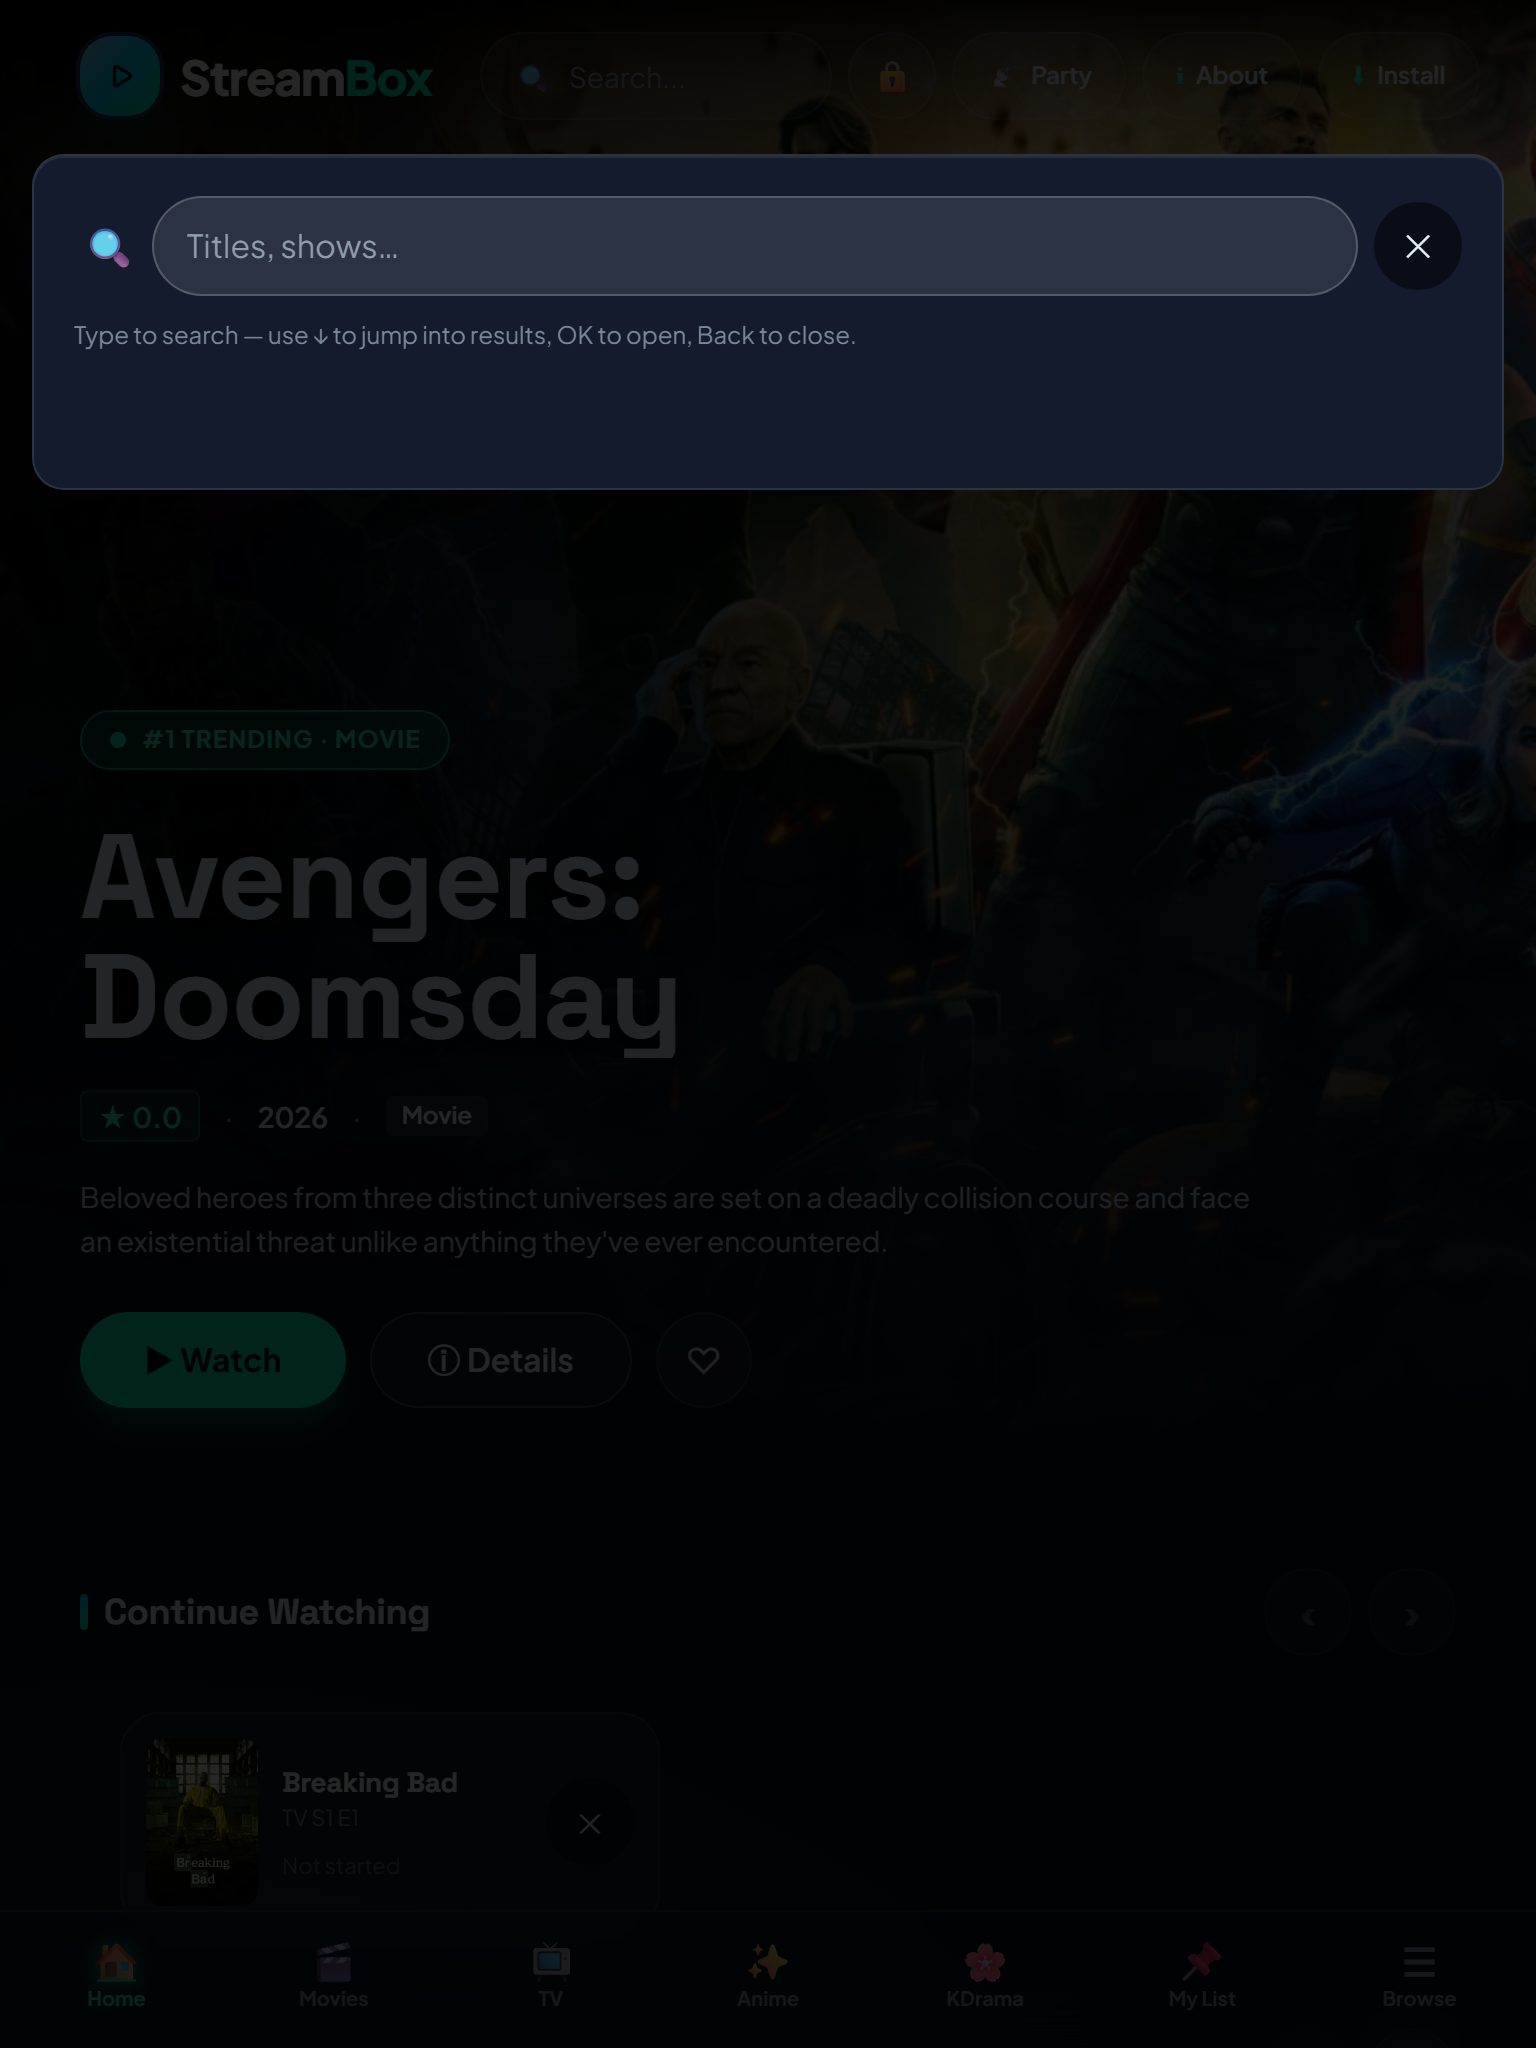 StreamBox
Search...
Party
About
Install
Titles, shows...
Type to search — use ↓ to jump into results, OK to open, Back to close.
#1 TRENDING · MOVIE
Avengers:
Doomsday
★ 0.0 · 2026 · Movie
Beloved heroes from three distinct universes are set on a deadly collision course and face
an existential threat unlike anything they've ever encountered.
▶ Watch
ⓘ Details
Continue Watching
Breaking Bad
TV S1 E1
Not started
Breaking
Bad
Home
Movies
TV
Anime
KDrama
My List
Browse